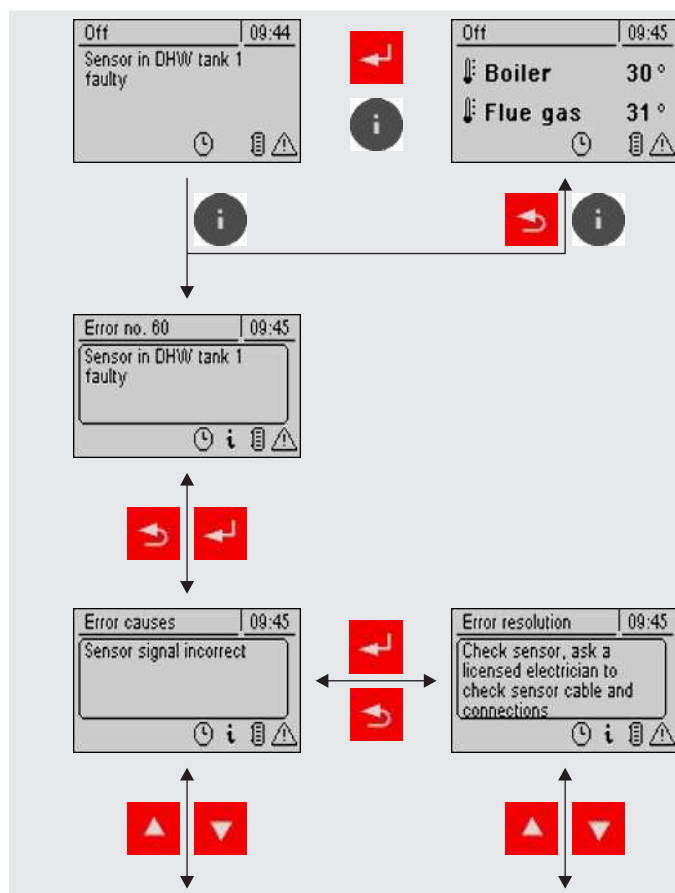 Off 09:44
Sensor in DHW tank 1
faulty
i
Off 09:45
Boiler 30°
Flue gas 31°
i
i
Error no. 60 09:45
Sensor in DHW tank 1
faulty
i
Error causes 09:45
Sensor signal incorrect
i
Error resolution 09:45
Check sensor, ask a
licensed electrician to
check sensor cable and
connections
i